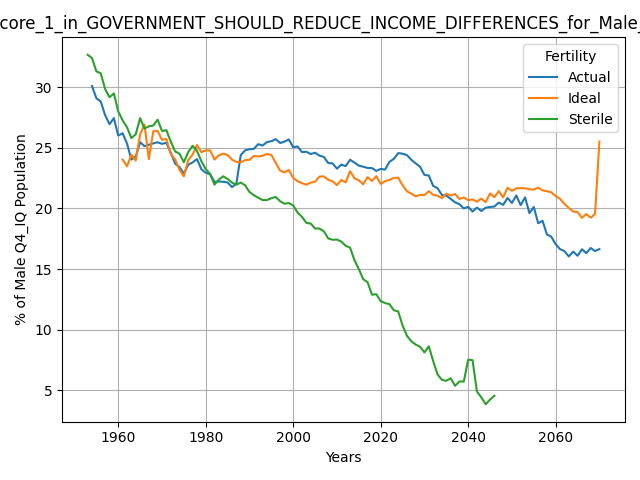 core_1_in_GOVERNMENT_SHOULD_REDUCE_INCOME_DIFFERENCES_for_Male_
Fertility
Actual
Ideal
Sterile
% of Male Q4_IQ Population
30
25
20
15
10
5
1960 1980 2000 2020 2040 2060
Years